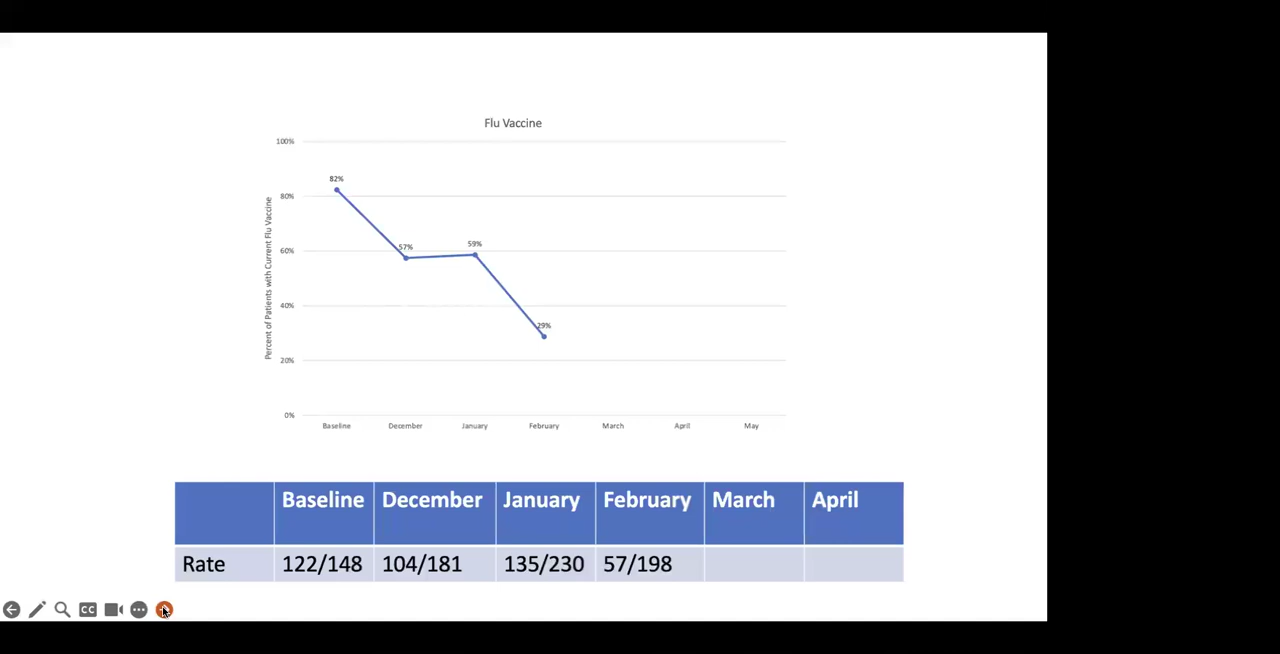 Flu Vaccine
100%
82%
80%
Percent of Patients with Current Flu Vaccine
57%
59%
60%
40%
29%
20%
0%
Baseline December January February March April May
Baseline December January February March April
Rate 122/148 104/181 135/230 57/198
CC